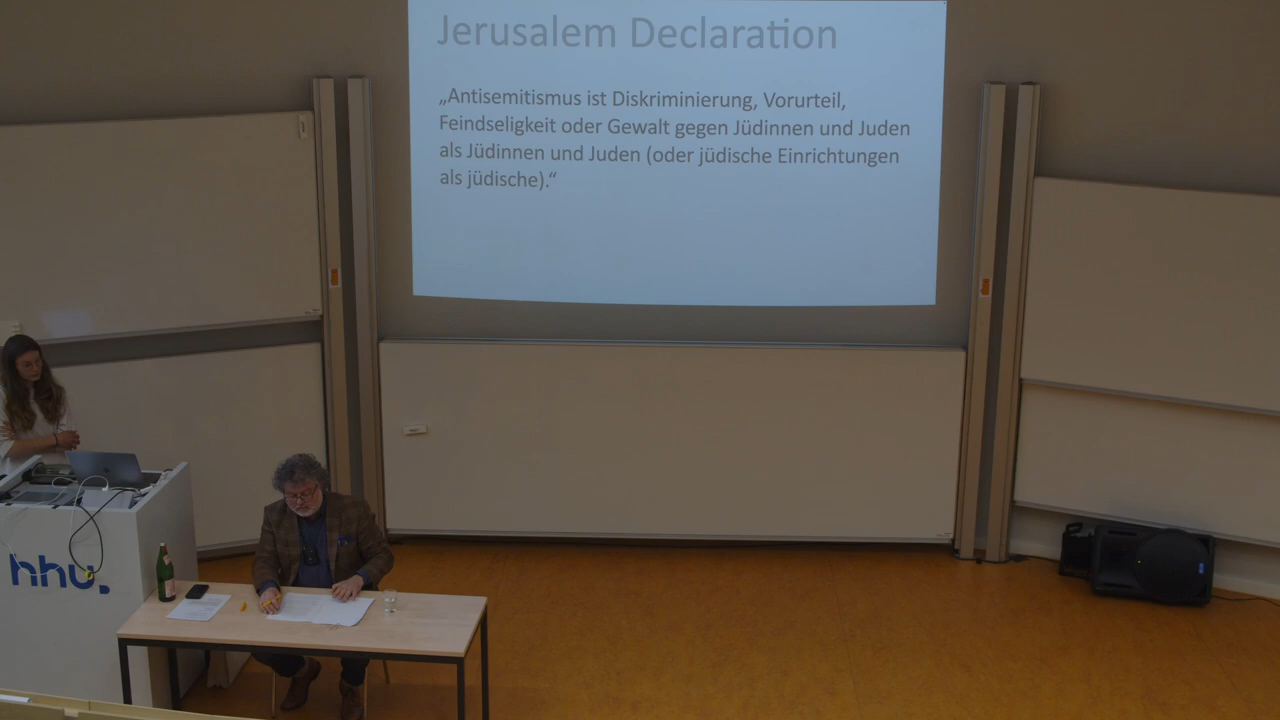 Jerusalem Declaration
„Antisemitismus ist Diskriminierung, Vorurteil,
Feindseligkeit oder Gewalt gegen Jüdinnen und Juden
als Jüdinnen und Juden (oder jüdische Einrichtungen
als jüdische).“
hhu.